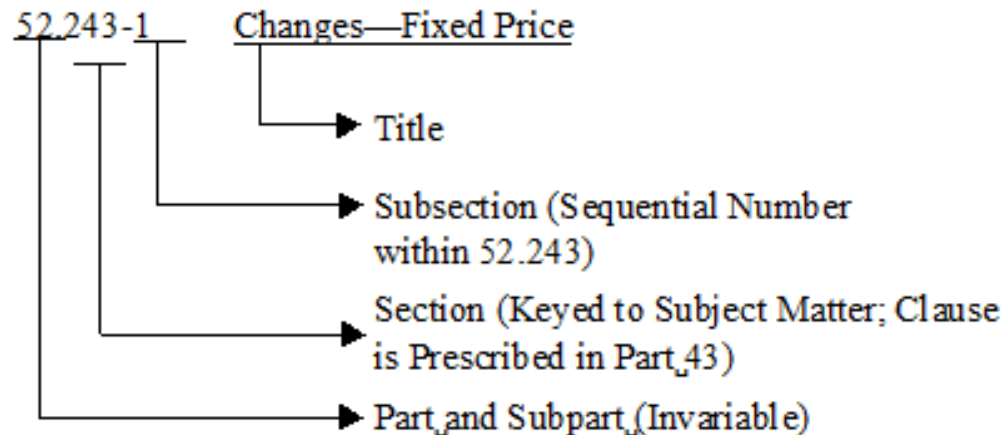 52.243-1 Changes—Fixed Price
Title
Subsection (Sequential Number
within 52.243)
Section (Keyed to Subject Matter; Clause
is Prescribed in Part 43)
Part and Subpart (Invariable)